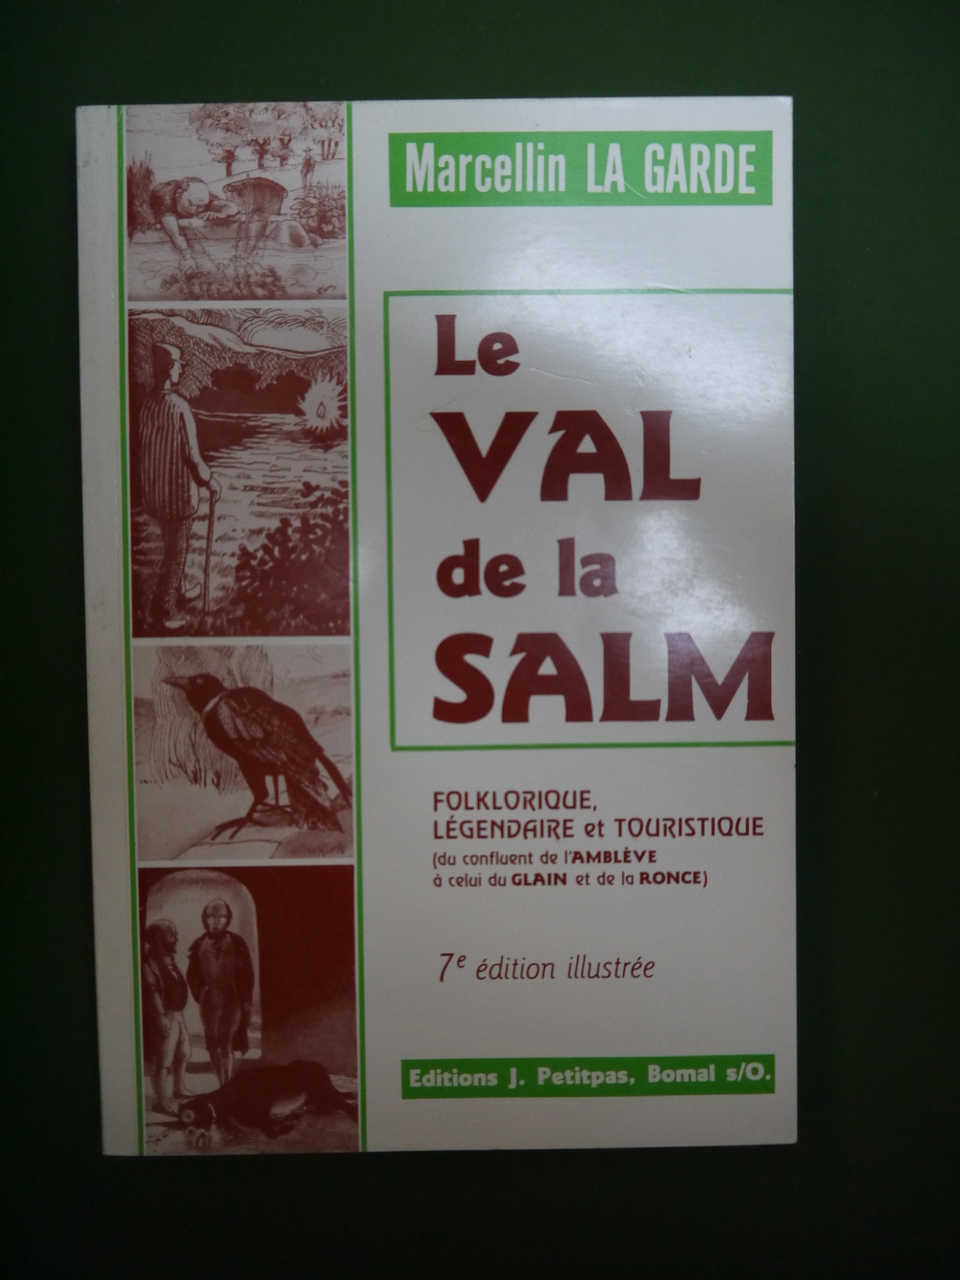 Marcellin LA GARDE
Le
VAL
de la
SALM
FOLKLORIQUE,
LÉGENDAIRE et TOURISTIQUE
(du confluent de l'AMBLÈVE
à celui du GLAIN et de la RONCE)
7e édition illustrée
Editions J. Petitpas, Bomal s/O.